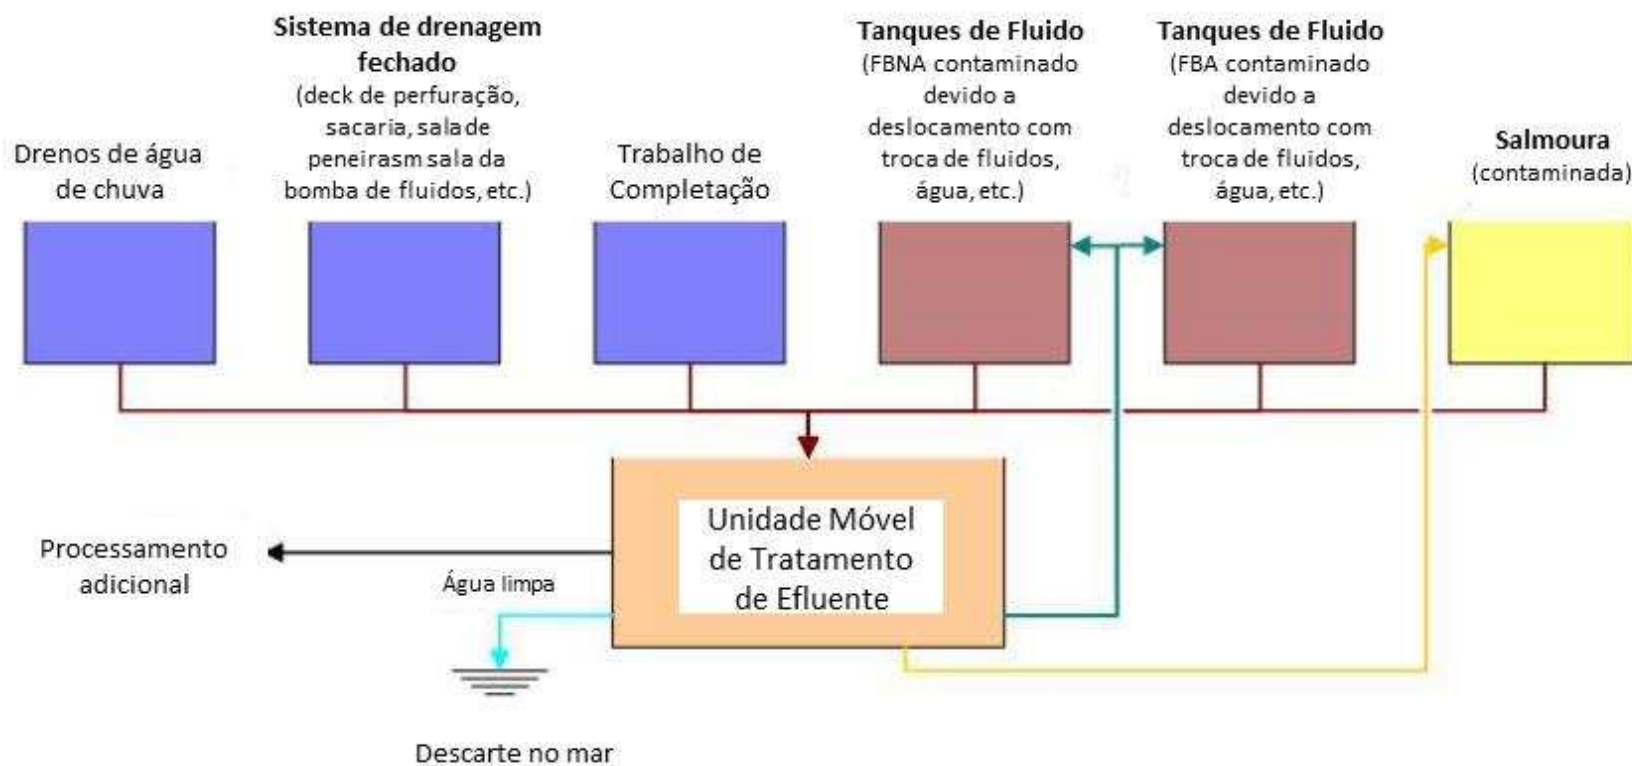 Drenos de água
de chuva
Sistema de drenagem
fechado
(deck de perfuração,
sacaria, sala de
peneirasm sala da
bomba de fluidos, etc.)
Trabalho de
Completação
Tanques de Fluido
(FBNA contaminado
devido a
deslocamento com
troca de fluidos,
água, etc.)
Tanques de Fluido
(FBA contaminado
devido a
deslocamento com
troca de fluidos,
água, etc.)
Salmoura
(contaminada)
Unidade Móvel
de Tratamento
de Efluente
Processamento
adicional
Água limpa
Descarte no mar